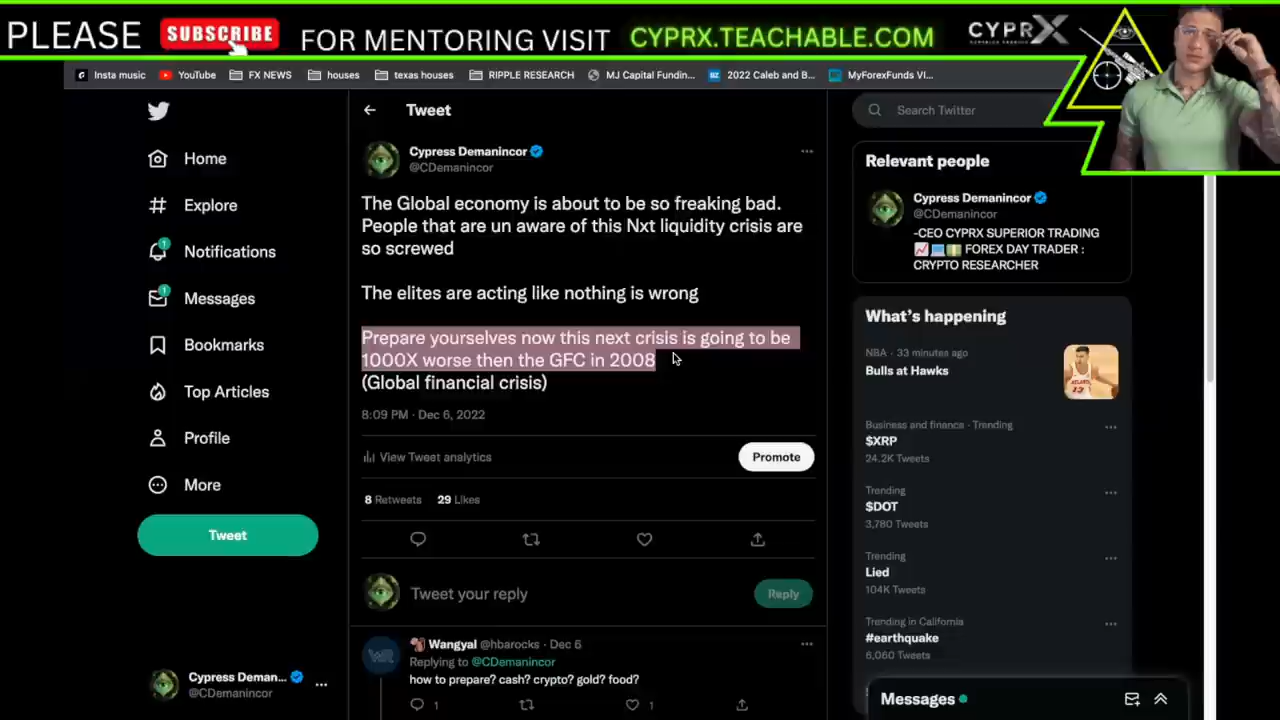 PLEASE SUBSCRIBE FOR MENTORING VISIT CYPRX.TEACHABLE.COM CYPRX
Insta music YouTube FX NEWS houses texas houses RIPPLE RESEARCH MJ Capital Fundin... 2022 Caleb and B... MyForexFunds VI...
Tweet
Search Twitter
Home
Explore
Notifications
1
Messages
1
Bookmarks
Top Articles
Profile
More
Tweet
Cypress Deman...
@CDemanincor
Cypress Demanincor
@CDemanincor
The Global economy is about to be so freaking bad.
People that are un aware of this Nxt liquidity crisis are
so screwed
The elites are acting like nothing is wrong
Prepare yourselves now this next crisis is going to be
1000X worse then the GFC in 2008
(Global financial crisis)
8:09 PM · Dec 6, 2022
View Tweet analytics
Promote
8 Retweets 29 Likes
Tweet your reply
Reply
Wangyal @hbarocks · Dec 6
Replying to @CDemanincor
how to prepare? cash? crypto? gold? food?
1 1
Relevant people
Cypress Demanincor
@CDemanincor
-CEO CYPRX SUPERIOR TRADING
FOREX DAY TRADER :
CRYPTO RESEARCHER
What's happening
NBA · 33 minutes ago
Bulls at Hawks
Business and finance · Trending
$XRP
24.2K Tweets
Trending
$DOT
3,780 Tweets
Trending
Lied
104K Tweets
Trending in California
#earthquake
6,060 Tweets
Messages